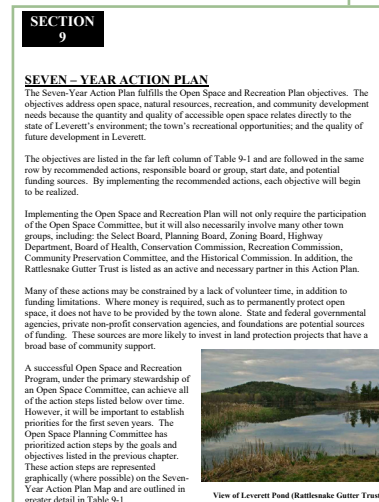 SECTION
9
SEVEN – YEAR ACTION PLAN
The Seven-Year Action Plan fulfills the Open Space and Recreation Plan objectives. The
objectives address open space, natural resources, recreation, and community development
needs because the quantity and quality of accessible open space relates directly to the
state of Leverett's environment; the town's recreational opportunities; and the quality of
future development in Leverett.
The objectives are listed in the far left column of Table 9-1 and are followed in the same
row by recommended actions, responsible board or group, start date, and potential
funding sources. By implementing the recommended actions, each objective will begin
to be realized.
Implementing the Open Space and Recreation Plan will not only require the participation
of the Open Space Committee, but it will also necessarily involve many other town
groups, including: the Select Board, Planning Board, Zoning Board, Highway
Department, Board of Health, Conservation Commission, Recreation Commission,
Community Preservation Committee, and the Historical Commission. In addition, the
Rattlesnake Gutter Trust is listed as an active and necessary partner in this Action Plan.
Many of these actions may be constrained by a lack of volunteer time, in addition to
funding limitations. Where money is required, such as to permanently protect open
space, it does not have to be provided by the town alone. State and federal governmental
agencies, private non-profit conservation agencies, and foundations are potential sources
of funding. These sources are more likely to invest in land protection projects that have a
broad base of community support.
A successful Open Space and Recreation
Program, under the primary stewardship of
an Open Space Committee, can achieve all
of the action steps listed below over time.
However, it will be important to establish
priorities for the first seven years. The
Open Space Planning Committee has
prioritized action steps by the goals and
objectives listed in the previous chapter.
These action steps are represented
graphically (where possible) on the Seven-
Year Action Plan Map and are outlined in
greater detail in Table 9-1.
View of Leverett Pond (Rattlesnake Gutter Trus